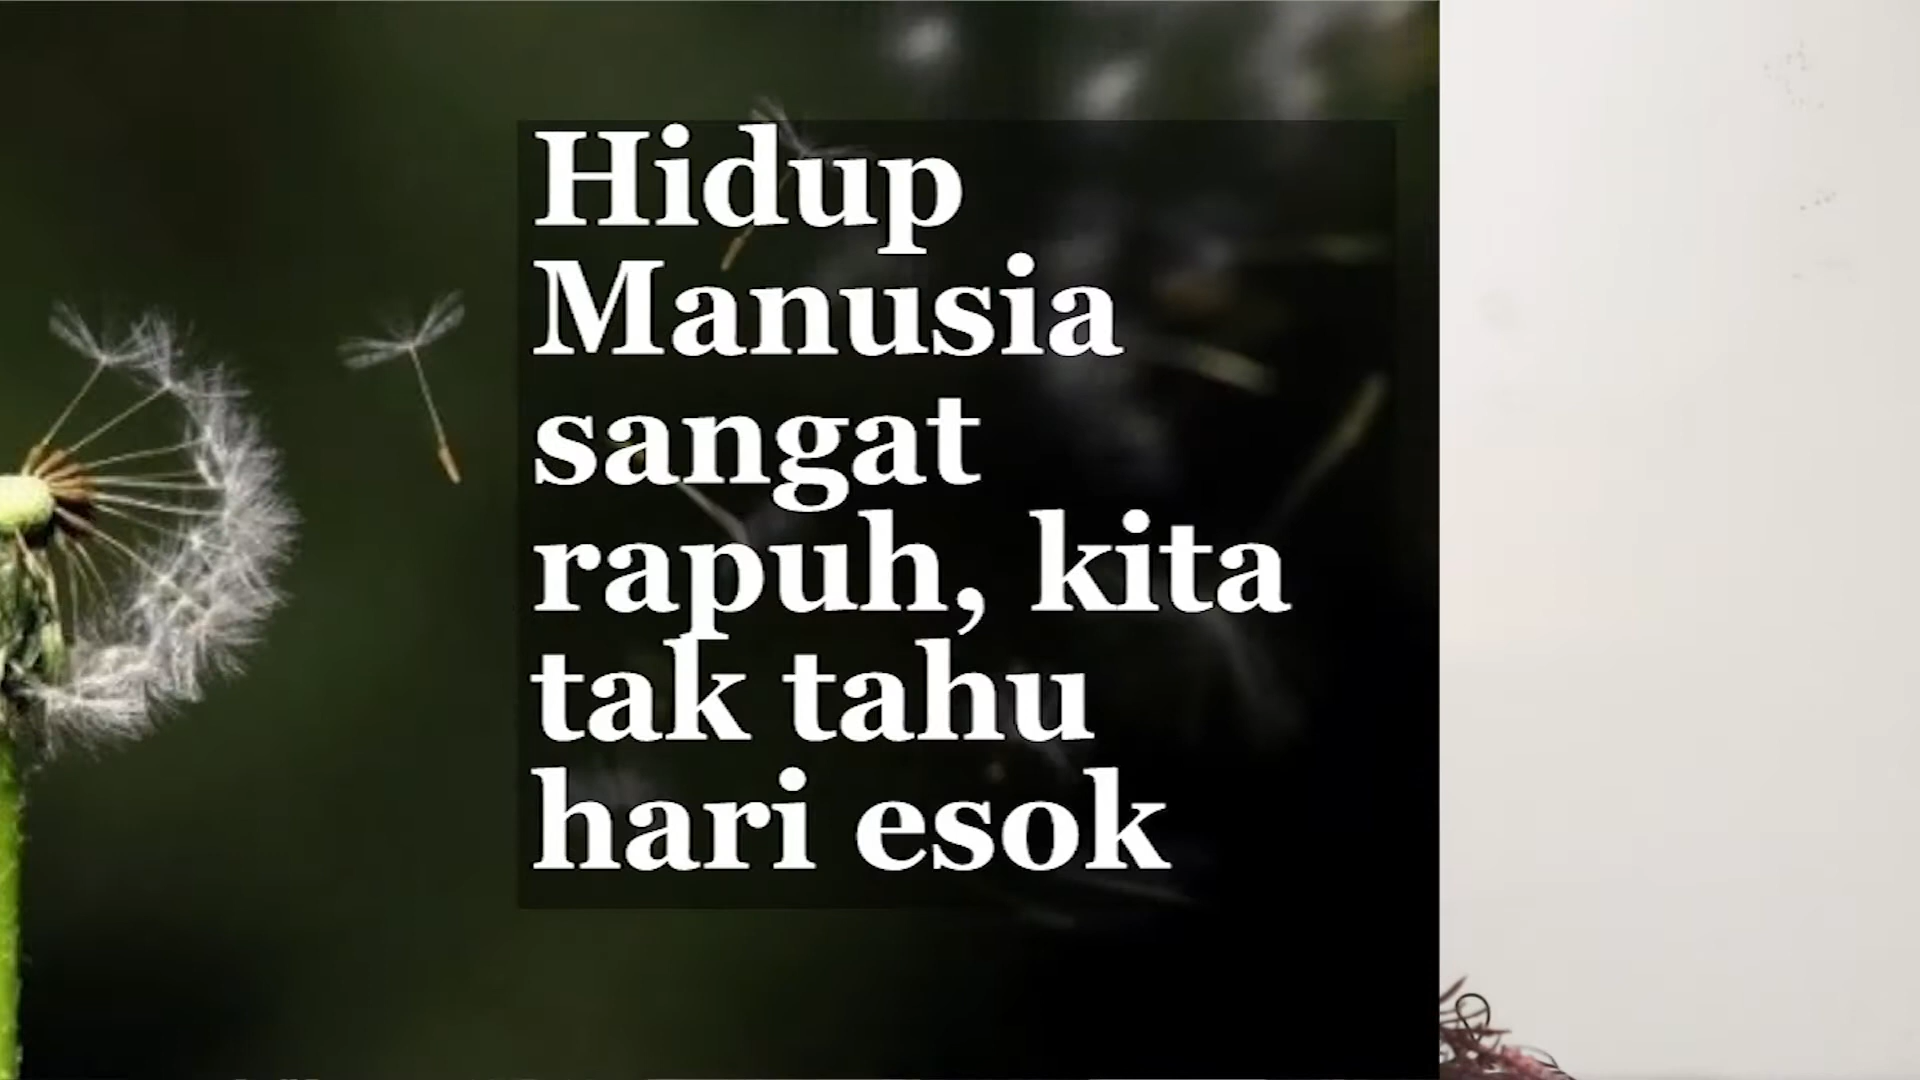 Hidup
Manusia
sangat
rapuh, kita
tak tahu
hari esok